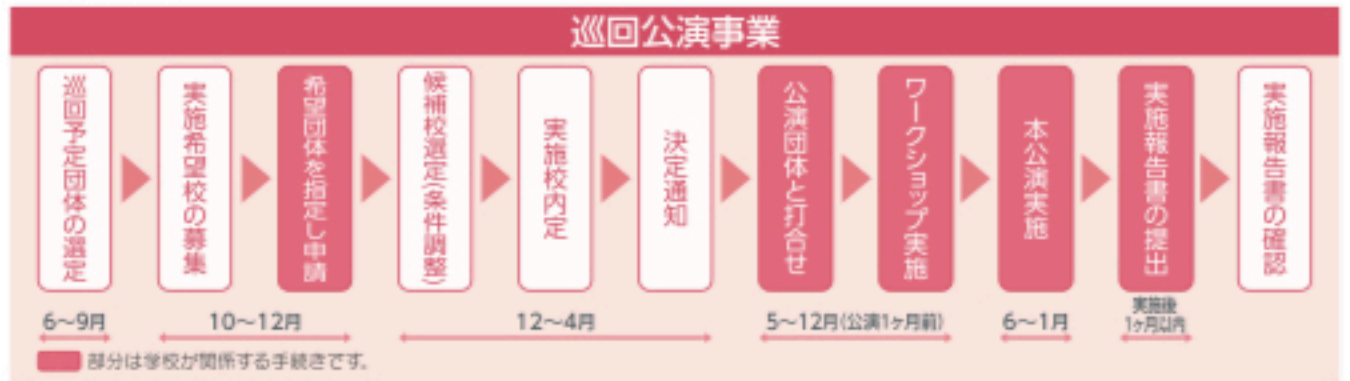 巡回公演事業
巡回予定団体の選定
実施希望校の募集
希望団体を指定し申請
候補校選定(条件調整)
実施校内定
決定通知
公演団体と打合せ
ワークショップ実施
本公演実施
実施報告書の提出
実施報告書の確認
6〜9月
10〜12月
12〜4月
5〜12月(公演1ヶ月前)
6〜1月
実施後
1ヶ月以内
部分は学校が関係する手続きです。